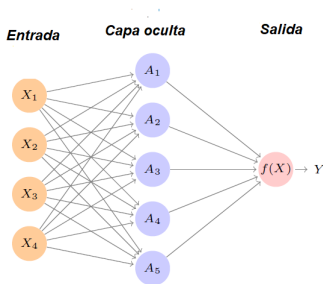 Entrada
Capa oculta
Salida
X1
X2
X3
X4
A1
A2
A3
A4
A5
f(X)
Y